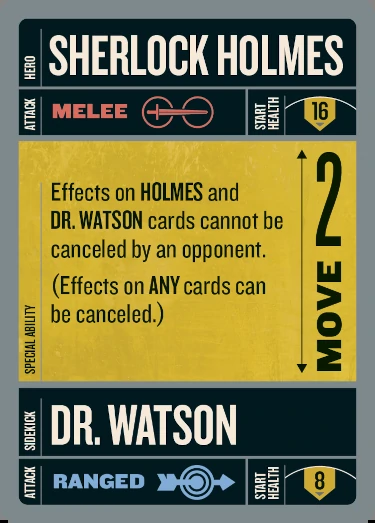 HERO
SHERLOCK HOLMES
ATTACK
MELEE
START HEALTH
16
SPECIAL ABILITY
Effects on HOLMES and
DR. WATSON cards cannot be
canceled by an opponent.
(Effects on ANY cards can
be canceled.)
MOVE 2
SIDEKICK
DR. WATSON
ATTACK
RANGED
START HEALTH
8